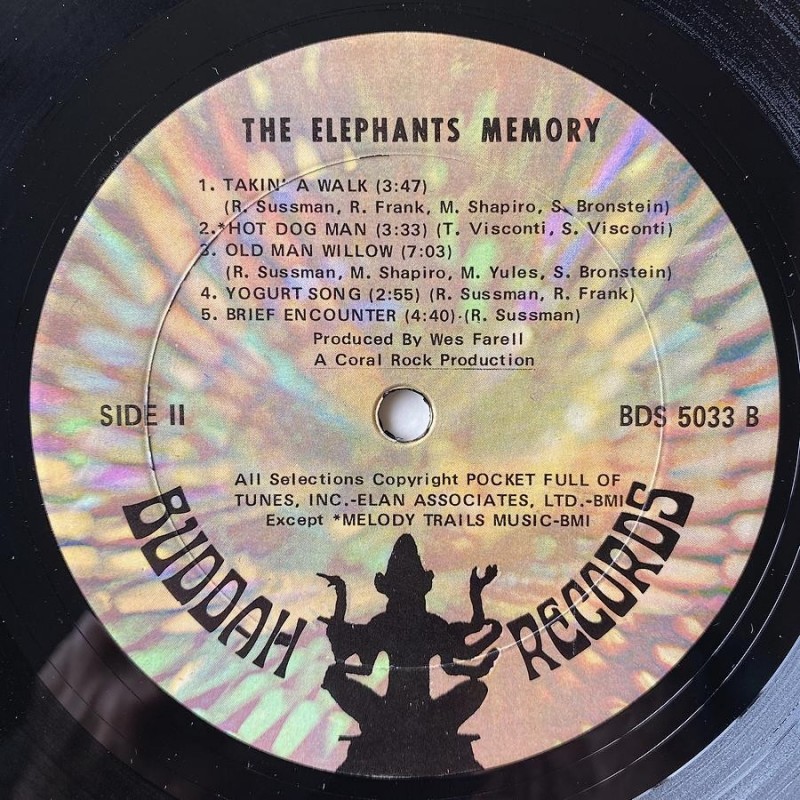 THE ELEPHANTS MEMORY
1. TAKIN' A WALK (3:47)
(R. Sussman, R. Frank, M. Shapiro, S. Bronstein)
2.*HOT DOG MAN (3:33) (T. Visconti, S. Visconti)
3. OLD MAN WILLOW (7:03)
(R. Sussman, M. Shapiro, M. Yules, S. Bronstein)
4. YOGURT SONG (2:55) (R. Sussman, R. Frank)
5. BRIEF ENCOUNTER (4:40)·(R. Sussman)
Produced By Wes Farell
A Coral Rock Production
SIDE II
BDS 5033 B
All Selections Copyright POCKET FULL OF
TUNES, INC.-ELAN ASSOCIATES, LTD.-BMI
Except *MELODY TRAILS MUSIC-BMI
BUDDAH RECORDS